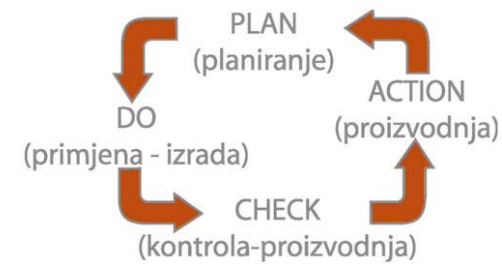 PLAN
(planiranje)
ACTION
(proizvodnja)
DO
(primjena - izrada)
CHECK
(kontrola-proizvodnja)